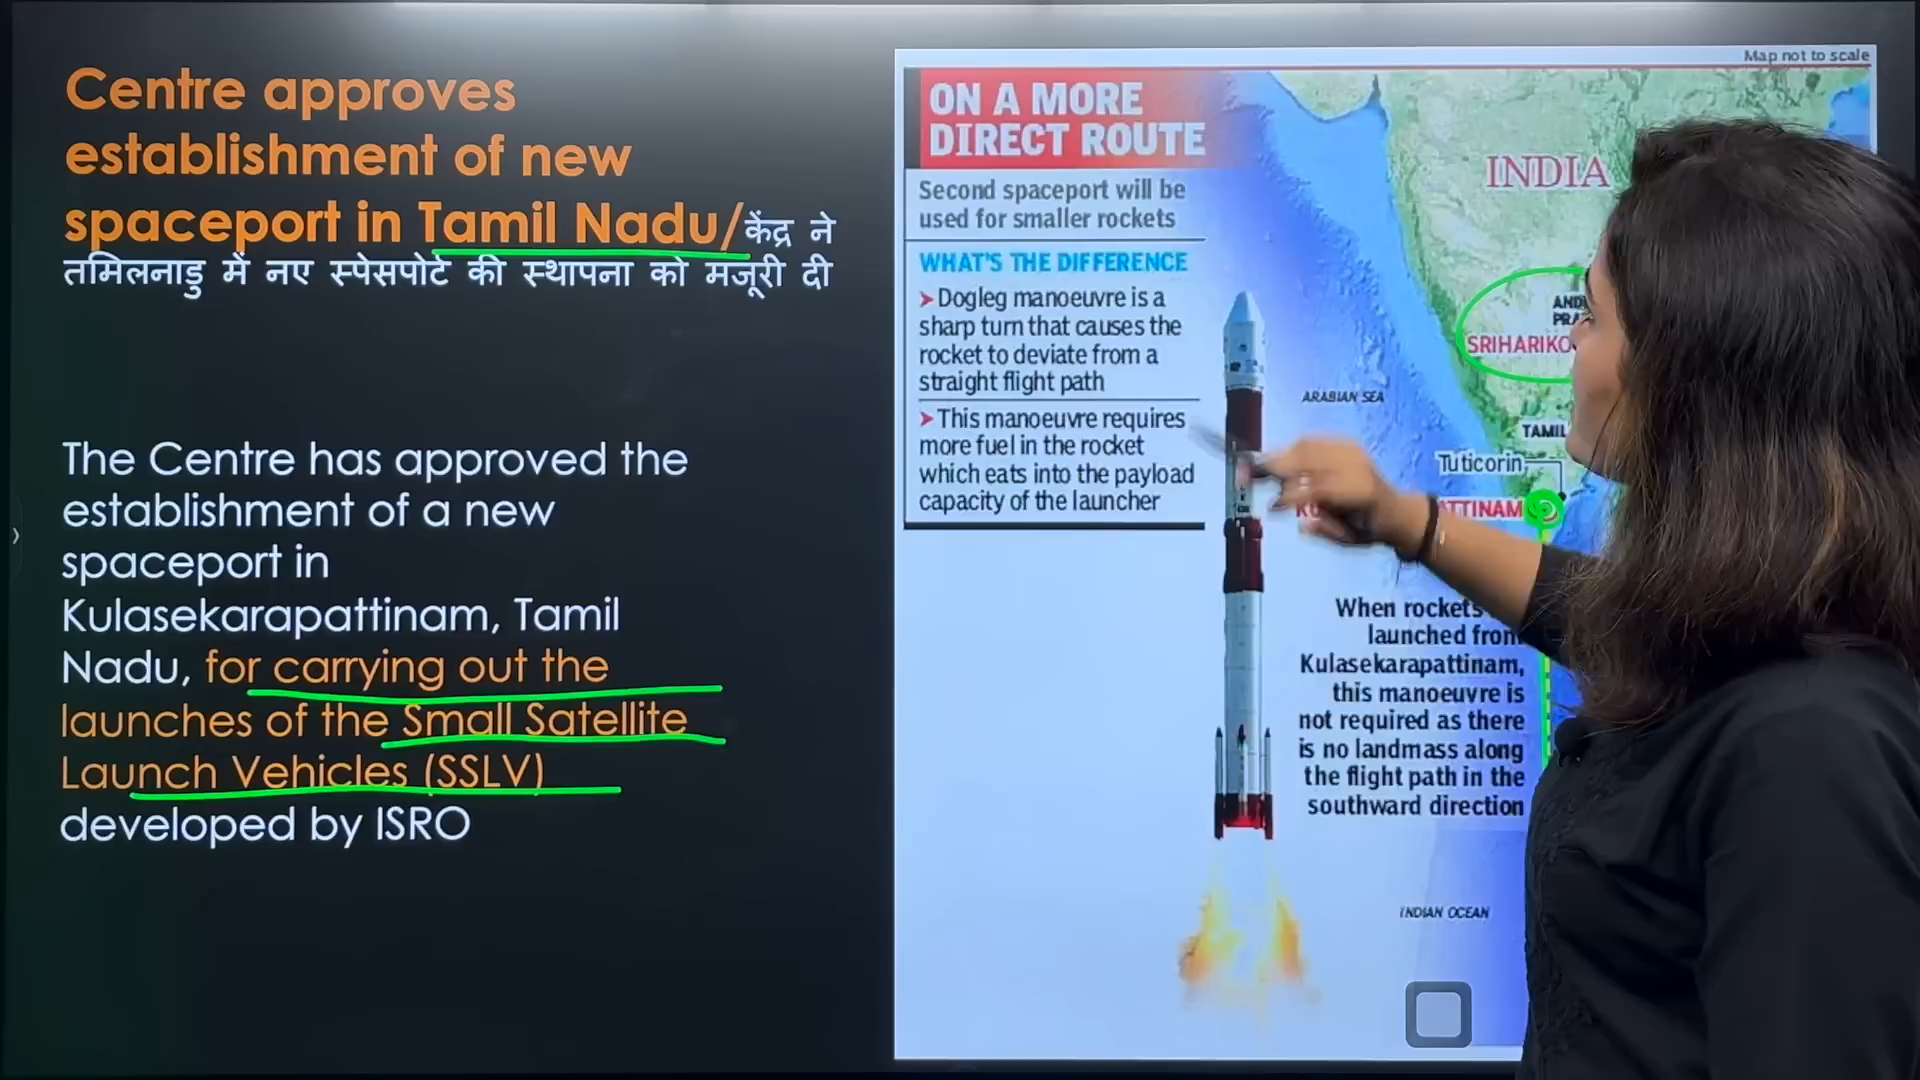 Centre approves
establishment of new
spaceport in Tamil Nadu/केंद्र ने
तमिलनाडु में नए स्पेसपोर्ट की स्थापना को मंजूरी दी
The Centre has approved the
establishment of a new
spaceport in
Kulasekarapattinam, Tamil
Nadu, for carrying out the
launches of the Small Satellite
Launch Vehicles (SSLV)
developed by ISRO
Map not to scale
ON A MORE
DIRECT ROUTE
Second spaceport will be
used for smaller rockets
WHAT'S THE DIFFERENCE
➤ Dogleg manoeuvre is a
sharp turn that causes the
rocket to deviate from a
straight flight path
➤ This manoeuvre requires
more fuel in the rocket
which eats into the payload
capacity of the launcher
INDIA
ARABIAN SEA
TAMIL
Tuticorin
When rockets
launched from
Kulasekarapattinam,
this manoeuvre is
not required as there
is no landmass along
the flight path in the
southward direction
INDIAN OCEAN